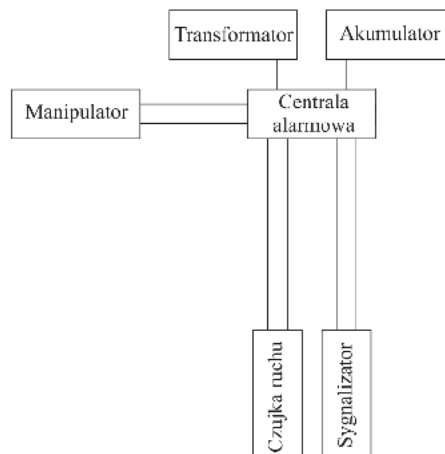 Transformator
Akumulator
Manipulator
Centrala
alarmowa
Czujka ruchu
Sygnalizator